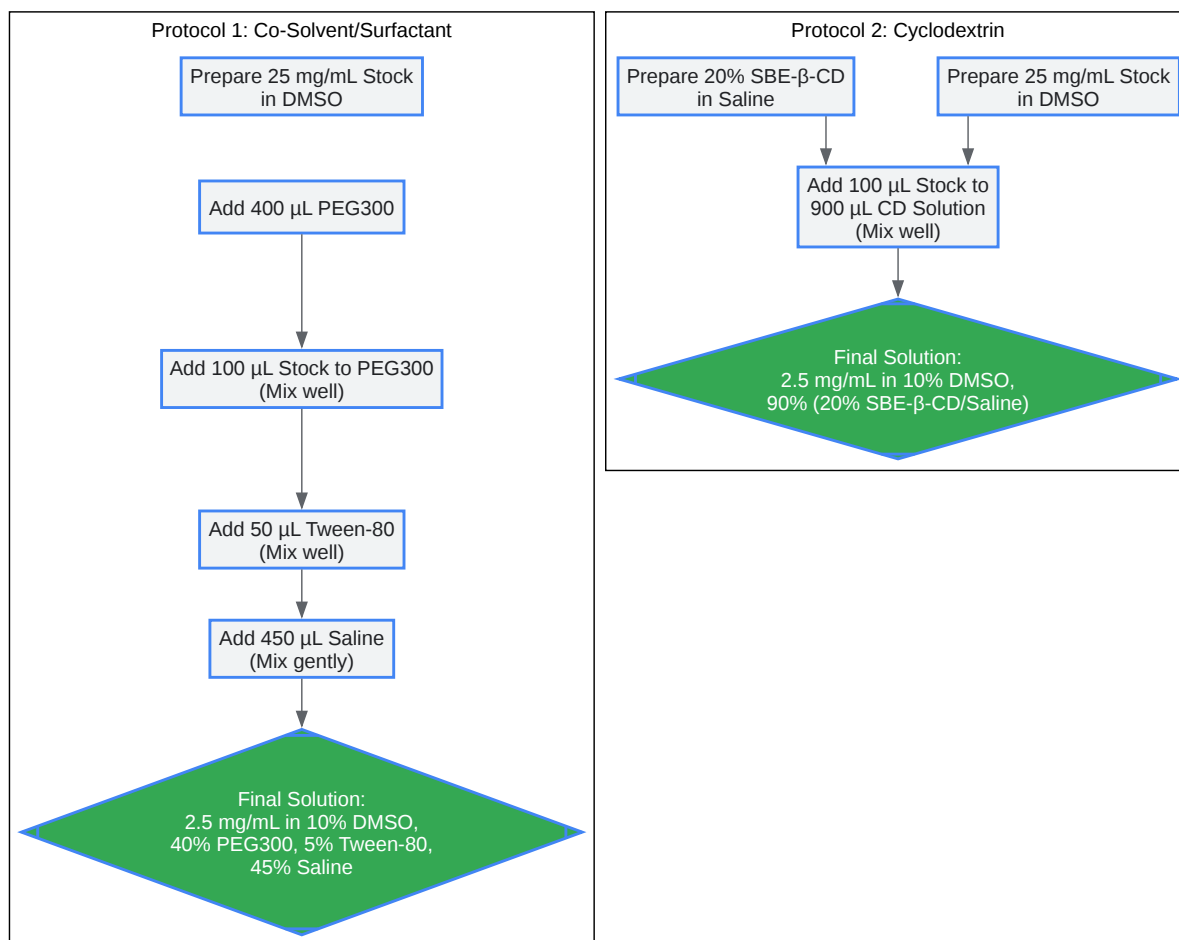 Protocol 1: Co-Solvent/Surfactant
Prepare 25 mg/mL Stock
in DMSO
Add 400 µL PEG300
Add 100 µL Stock to PEG300
(Mix well)
Add 50 µL Tween-80
(Mix well)
Add 450 µL Saline
(Mix gently)
Final Solution:
2.5 mg/mL in 10% DMSO,
40% PEG300, 5% Tween-80,
45% Saline
Protocol 2: Cyclodextrin
Prepare 20% SBE-β-CD
in Saline
Prepare 25 mg/mL Stock
in DMSO
Add 100 µL Stock to
900 µL CD Solution
(Mix well)
Final Solution:
2.5 mg/mL in 10% DMSO,
90% (20% SBE-β-CD/Saline)